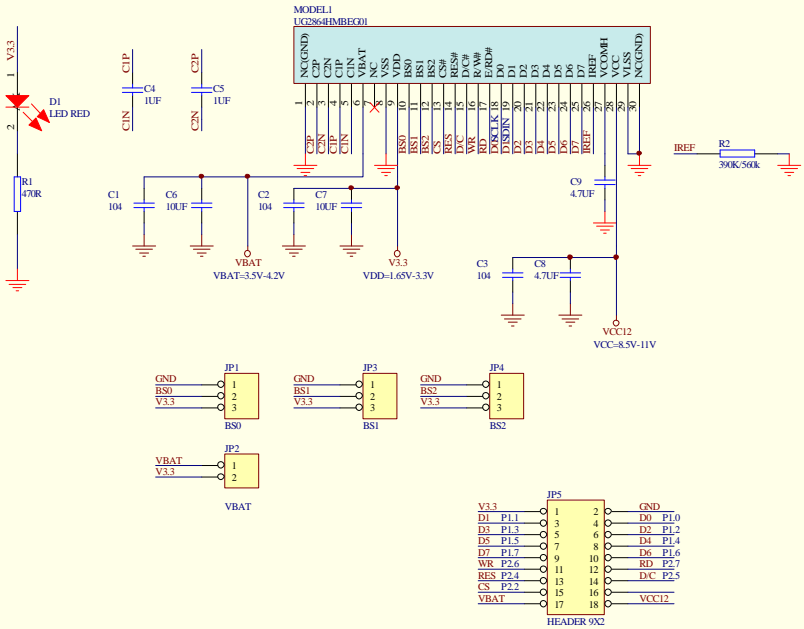 MODEL1
UG2864HMBEG01
NC(GND)
C2P
C2N
C1P
C1N
VBAT
NC
VSS
VDD
BS0
BS1
BS2
CS#
RES#
D/C#
R/W#
E/RD#
D0
D1
D2
D3
D4
D5
D6
D7
IREF
VCOMH
VCC
VLSS
NC(GND)
1
2
3
4
5
6
7
8
9
10
11
12
13
14
15
16
17
18
19
20
21
22
23
24
25
26
27
28
29
30
C2P
C2N
C1P
C1N
BS0
BS1
BS2
CS
RES
D/C
WR
RD
D0SCLK
D1SDIN
D2
D3
D4
D5
D6
D7
IREF
V3.3
1
D1
LED RED
2
R1
470R
C1P
C4
1UF
C1N
C2P
C5
1UF
C2N
IREF
R2
390K/560k
C1
104
C6
10UF
C2
104
C7
10UF
C9
4.7UF
VBAT
VBAT=3.5V-4.2V
V3.3
VDD=1.65V-3.3V
C3
104
C8
4.7UF
VCC12
VCC=8.5V-11V
JP1
GND 1
BS0 2
V3.3 3
BS0
JP3
GND 1
BS1 2
V3.3 3
BS1
JP4
GND 1
BS2 2
V3.3 3
BS2
JP2
VBAT 1
V3.3 2
VBAT
JP5
V3.3 1 2 GND
D1 P1.1 3 4 D0 P1.0
D3 P1.3 5 6 D2 P1.2
D5 P1.5 7 8 D4 P1.4
D7 P1.7 9 10 D6 P1.6
WR P2.6 11 12 RD P2.7
RES P2.4 13 14 D/C P2.5
CS P2.2 15 16
VBAT 17 18 VCC12
HEADER 9X2